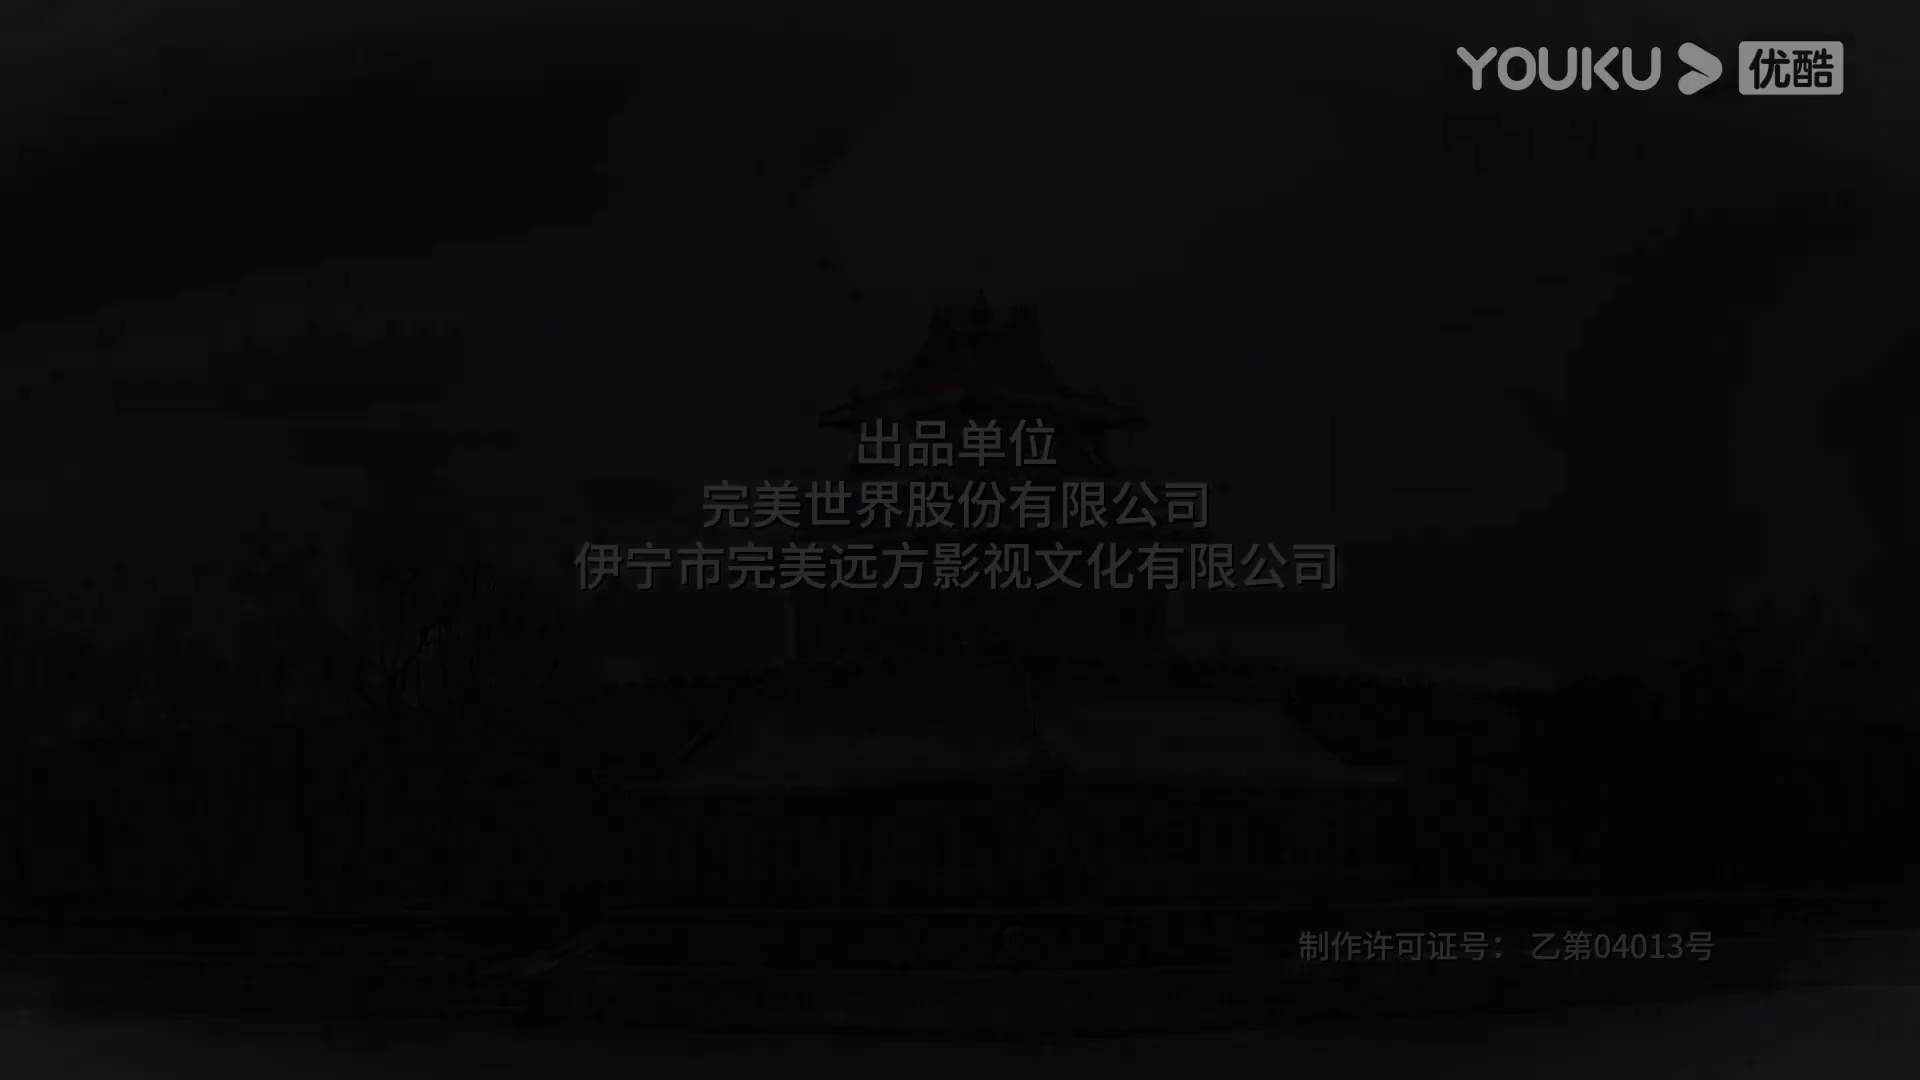 YOUKU 优酷
出品单位
完美世界股份有限公司
伊宁市完美远方影视文化有限公司
制作许可证号： 乙第04013号